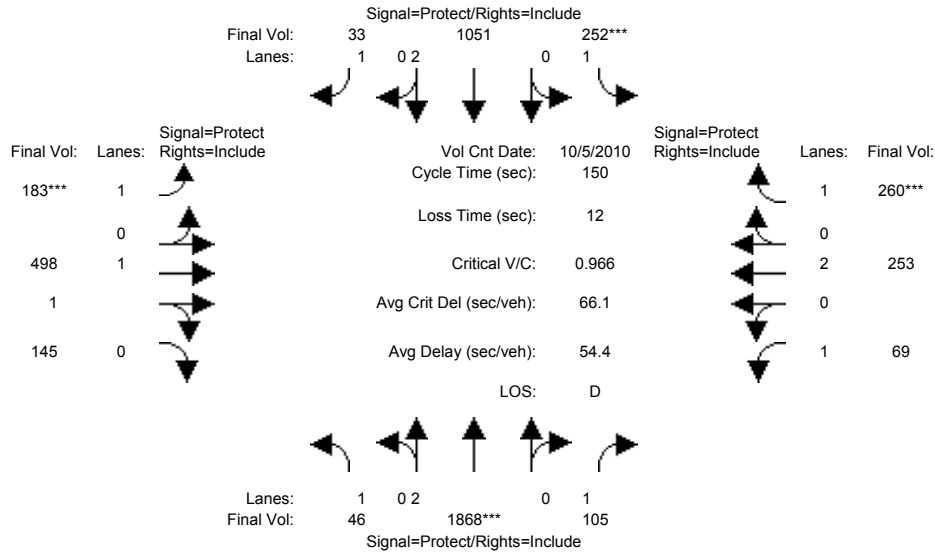 Signal=Protect/Rights=Include
Final Vol: 33 1051 252***
Lanes: 1 0 2 0 1
Signal=Protect Signal=Protect
Final Vol: Lanes: Rights=Include Vol Cnt Date: 10/5/2010 Rights=Include Lanes: Final Vol:
Cycle Time (sec): 150
183*** 1 1 260***
Loss Time (sec): 12
0 0
498 1 Critical V/C: 0.966 2 253
1 Avg Crit Del (sec/veh): 66.1 0
145 0 Avg Delay (sec/veh): 54.4 1 69
LOS: D
Lanes: 1 0 2 0 1
Final Vol: 46 1868*** 105
Signal=Protect/Rights=Include